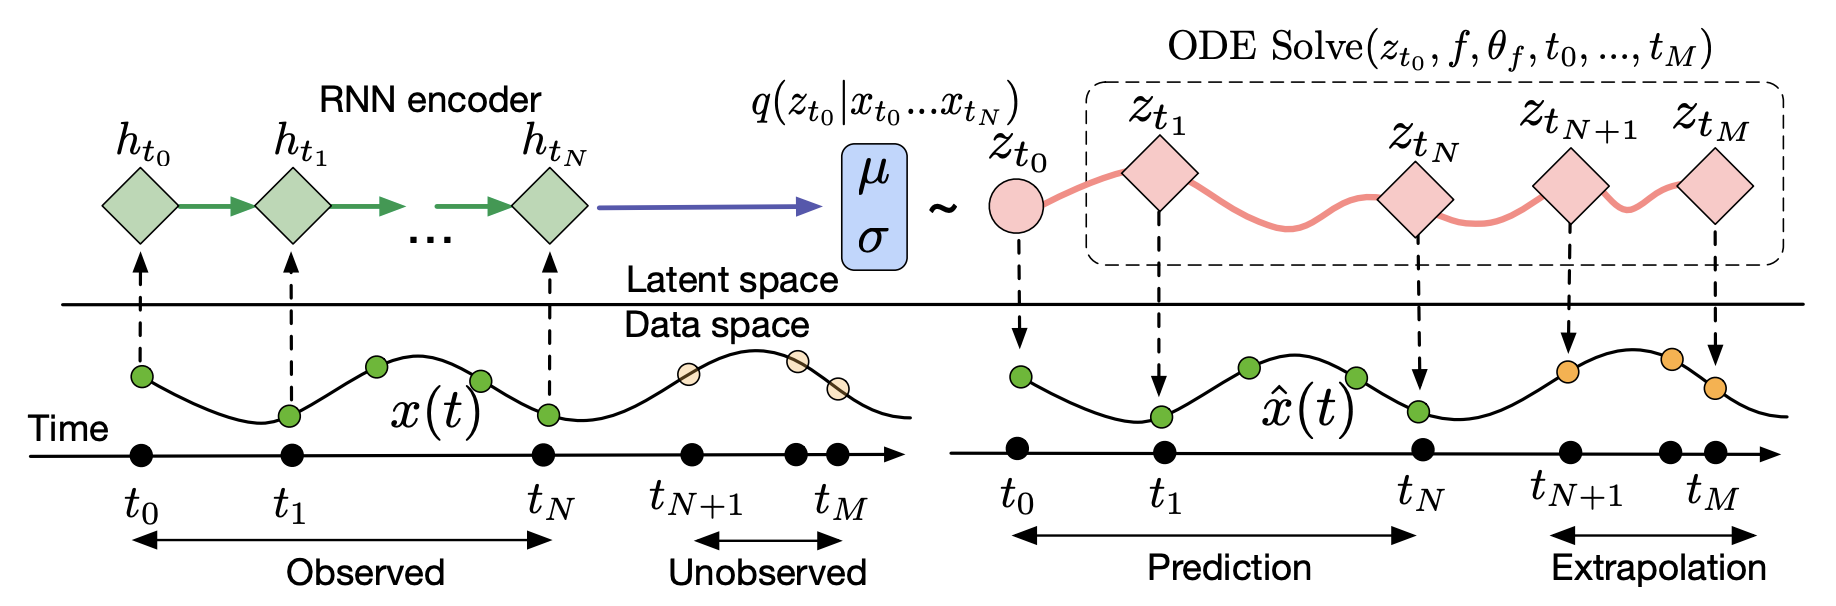 ODE Solve(z_{t_0}, f, θ_f, t_0, ..., t_M)
RNN encoder
q(z_{t_0}|x_{t_0}...x_{t_N})
h_{t_0} h_{t_1} h_{t_N}
z_{t_0} z_{t_1} z_{t_N} z_{t_{N+1}} z_{t_M}
...
μ
σ
~
Latent space
Data space
x(t)
x̂(t)
Time
t_0 t_1 t_N t_{N+1} t_M
t_0 t_1 t_N t_{N+1} t_M
Observed
Unobserved
Prediction
Extrapolation